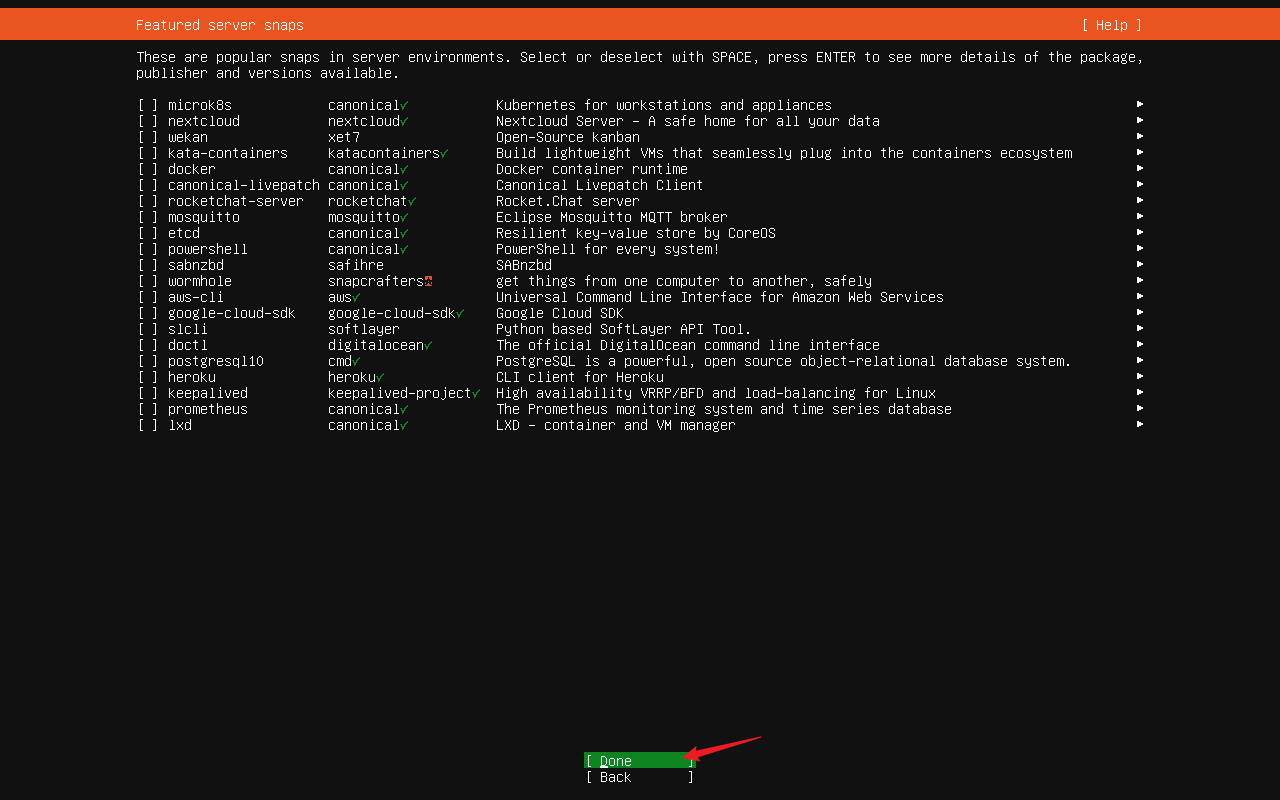 Featured server snaps [ Help ]
These are popular snaps in server environments. Select or deselect with SPACE, press ENTER to see more details of the package,
publisher and versions available.
[ ] microk8s canonical✓ Kubernetes for workstations and appliances ▸
[ ] nextcloud nextcloud✓ Nextcloud Server - A safe home for all your data ▸
[ ] wekan xet7 Open-Source kanban ▸
[ ] kata-containers katacontainers✓ Build lightweight VMs that seamlessly plug into the containers ecosystem ▸
[ ] docker canonical✓ Docker container runtime ▸
[ ] canonical-livepatch canonical✓ Canonical Livepatch Client ▸
[ ] rocketchat-server rocketchat✓ Rocket.Chat server ▸
[ ] mosquitto mosquitto✓ Eclipse Mosquitto MQTT broker ▸
[ ] etcd canonical✓ Resilient key-value store by CoreOS ▸
[ ] powershell canonical✓ PowerShell for every system! ▸
[ ] sabnzbd safihre SABnzbd ▸
[ ] wormhole snapcrafters get things from one computer to another, safely ▸
[ ] aws-cli aws✓ Universal Command Line Interface for Amazon Web Services ▸
[ ] google-cloud-sdk google-cloud-sdk✓ Google Cloud SDK ▸
[ ] slcli softlayer Python based SoftLayer API Tool. ▸
[ ] doctl digitalocean✓ The official DigitalOcean command line interface ▸
[ ] postgresql10 cmd✓ PostgreSQL is a powerful, open source object-relational database system. ▸
[ ] heroku heroku✓ CLI client for Heroku ▸
[ ] keepalived keepalived-project✓ High availability VRRP/BFD and load-balancing for Linux ▸
[ ] prometheus canonical✓ The Prometheus monitoring system and time series database ▸
[ ] lxd canonical✓ LXD - container and VM manager ▸
[ Done ]
[ Back ]